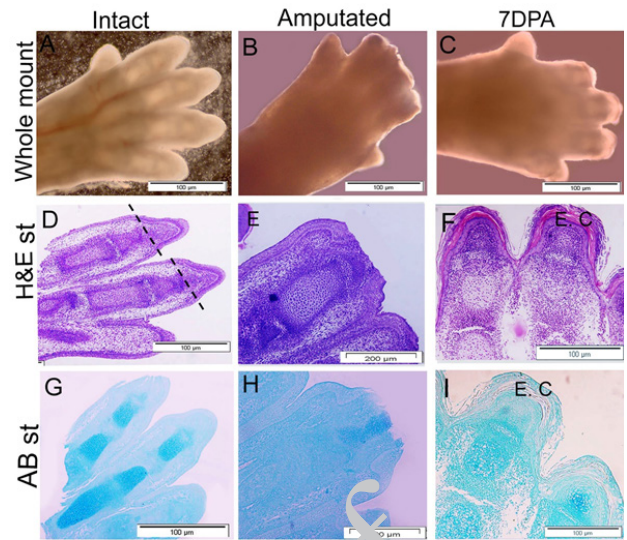 Intact
Amputated
7DPA
Whole mount
A
B
C
100 µm
100 µm
100 µm
H&E st
D
E
F
E. C
100 µm
200 µm
100 µm
AB st
G
H
I
E. C
100 µm
100 µm